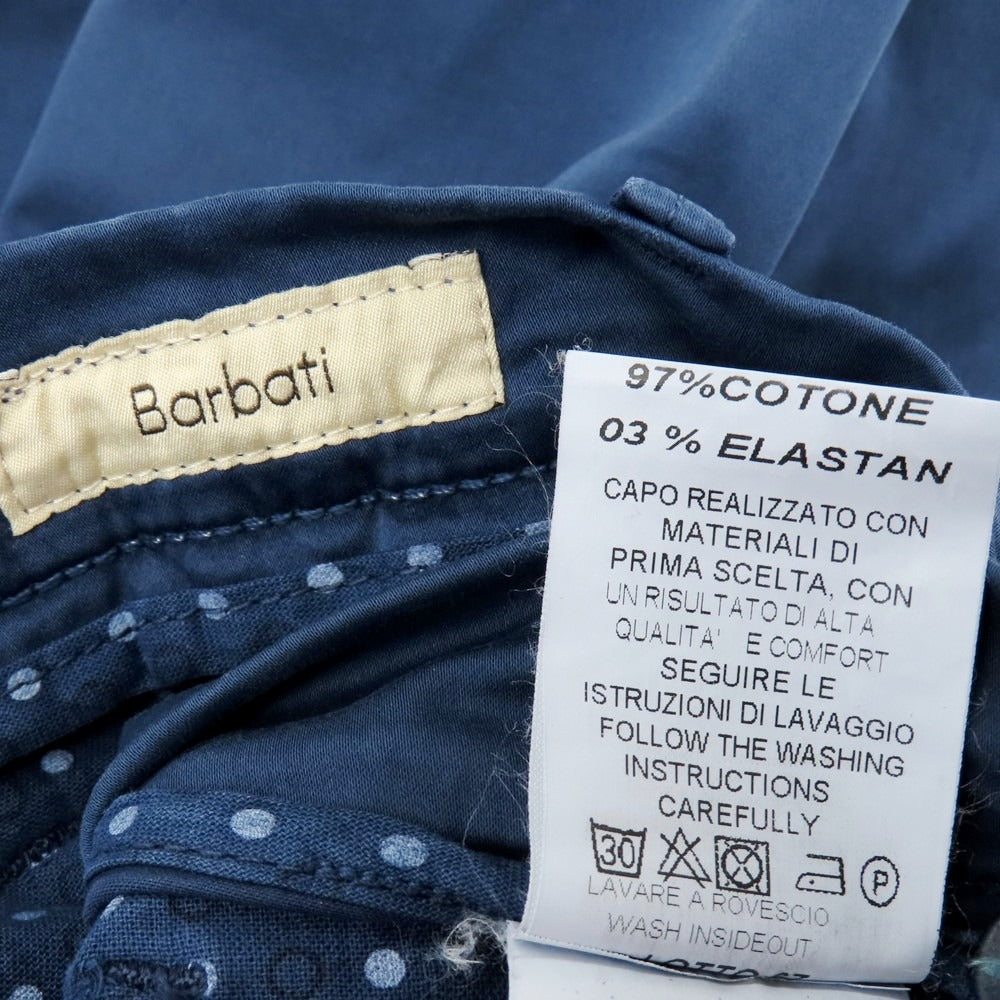 Barbati
97%COTONE
03 % ELASTAN
CAPO REALIZZATO CON
MATERIALI DI
PRIMA SCELTA, CON
UN RISULTATO DI ALTA
QUALITA' E COMFORT
SEGUIRE LE
ISTRUZIONI DI LAVAGGIO
FOLLOW THE WASHING
INSTRUCTIONS
CAREFULLY
30 P
LAVARE A ROVESCIO
WASH INSIDEOUT